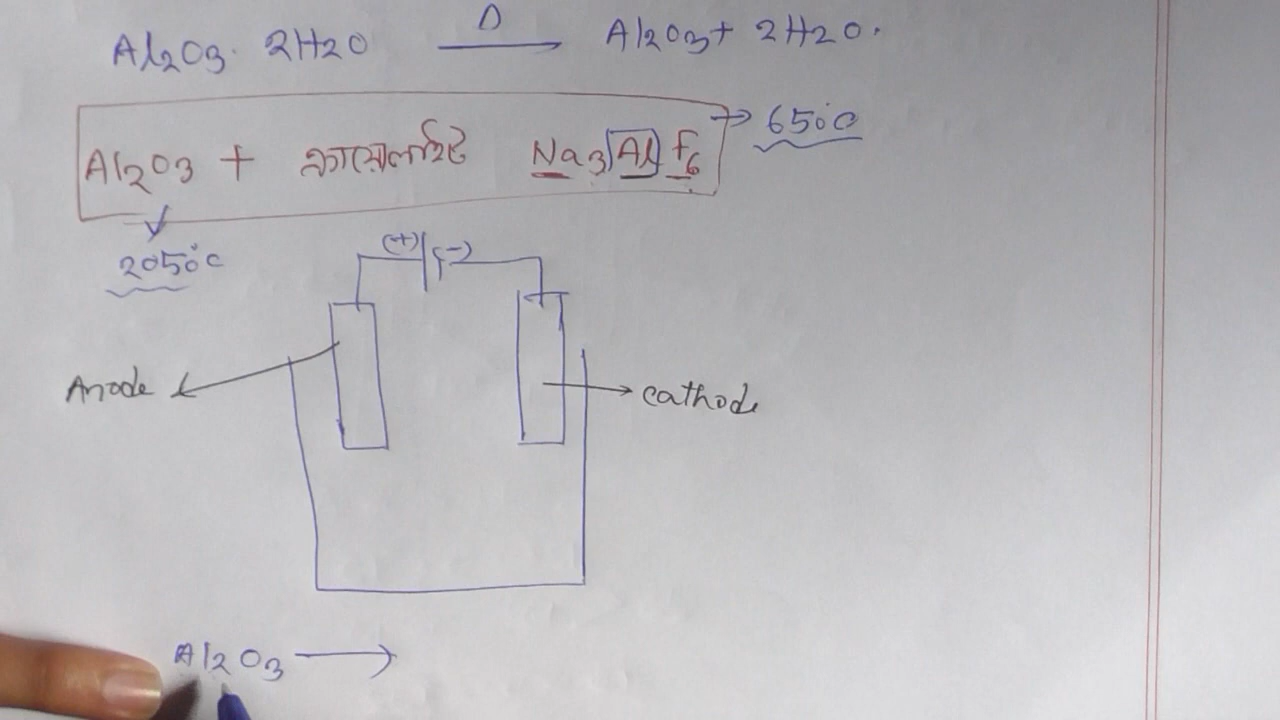 Al2O3. 2H2O Δ Al2O3 + 2H2O.
Al2O3 + ক্রায়োলাইট Na3AlF6 → 650°C
2050°C
(+) (-)
Anode
cathode
Al2O3 →